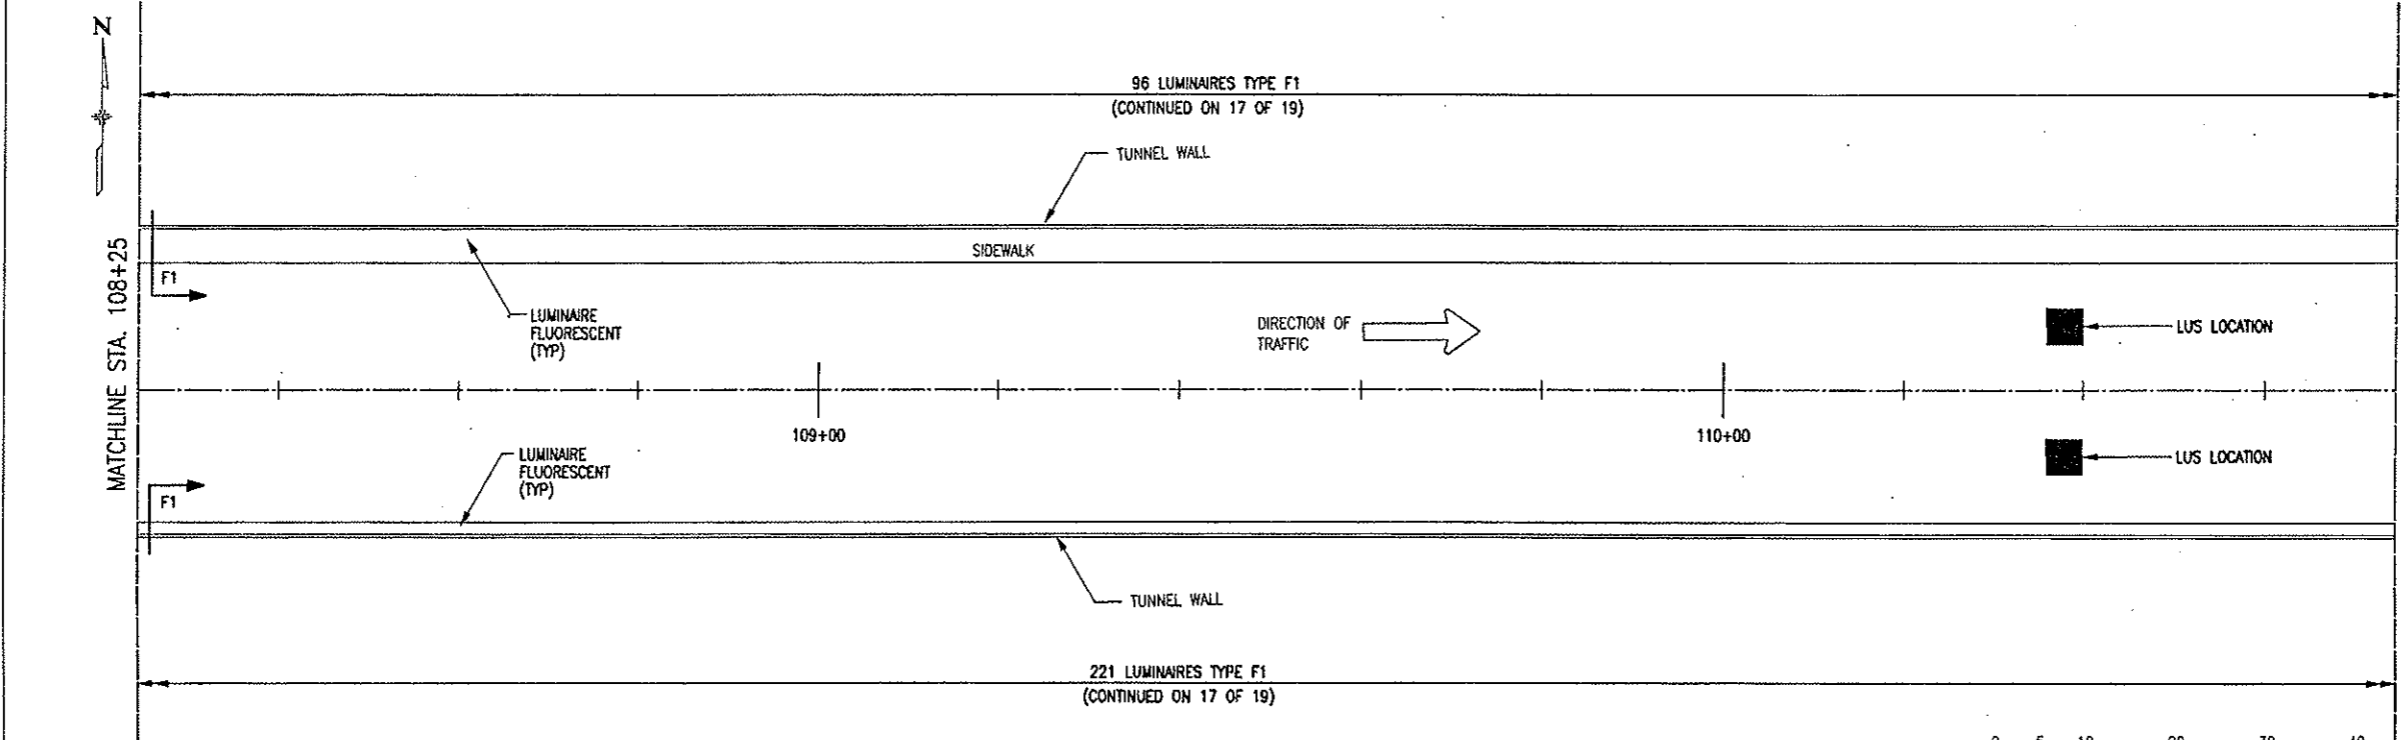 N
96 LUMINAIRES TYPE F1
(CONTINUED ON 17 OF 19)
TUNNEL WALL
SIDEWALK
F1
LUMINAIRE
FLUORESCENT
(TYP)
DIRECTION OF
TRAFFIC
LUS LOCATION
MATCHLINE STA. 108+25
109+00
110+00
LUMINAIRE
FLUORESCENT
(TYP)
LUS LOCATION
F1
TUNNEL WALL
221 LUMINAIRES TYPE F1
(CONTINUED ON 17 OF 19)